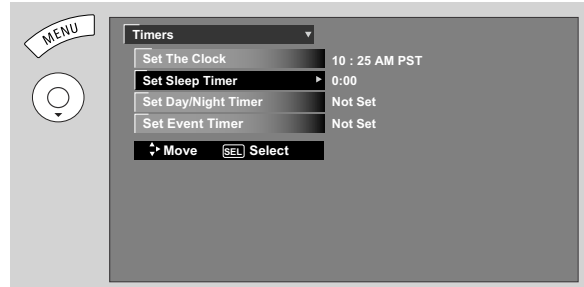 MENU
Timers
Set The Clock 10 : 25 AM PST
Set Sleep Timer 0:00
Set Day/Night Timer Not Set
Set Event Timer Not Set
Move SEL Select